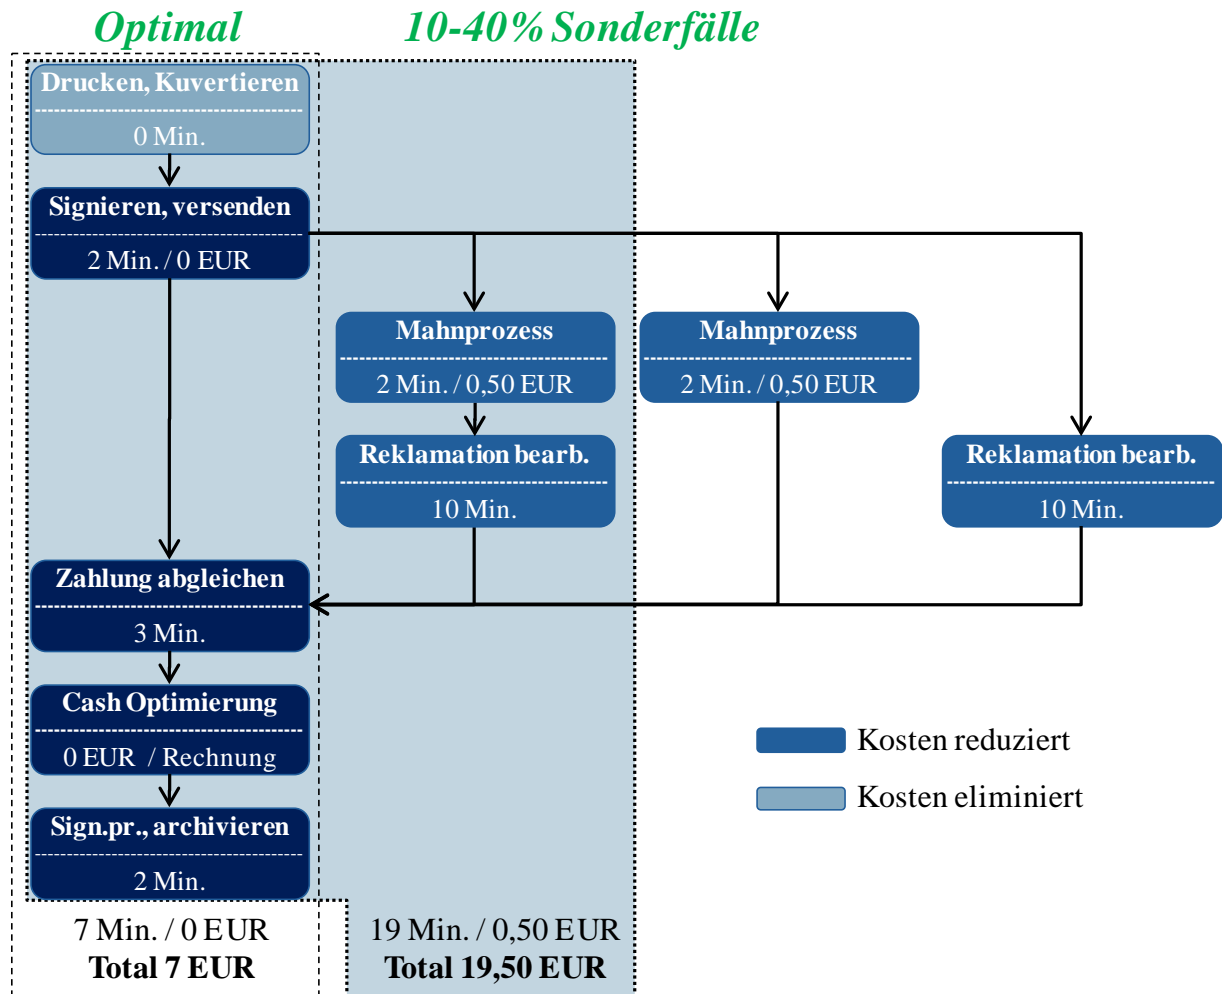 Optimal
10-40% Sonderfälle
Drucken, Kuvertieren
0 Min.
Signieren, versenden
2 Min. / 0 EUR
Mahnprozess
2 Min. / 0,50 EUR
Mahnprozess
2 Min. / 0,50 EUR
Reklamation bearb.
10 Min.
Reklamation bearb.
10 Min.
Zahlung abgleichen
3 Min.
Cash Optimierung
0 EUR / Rechnung
Sign.pr., archivieren
2 Min.
Kosten reduziert
Kosten eliminiert
7 Min. / 0 EUR
Total 7 EUR
19 Min. / 0,50 EUR
Total 19,50 EUR